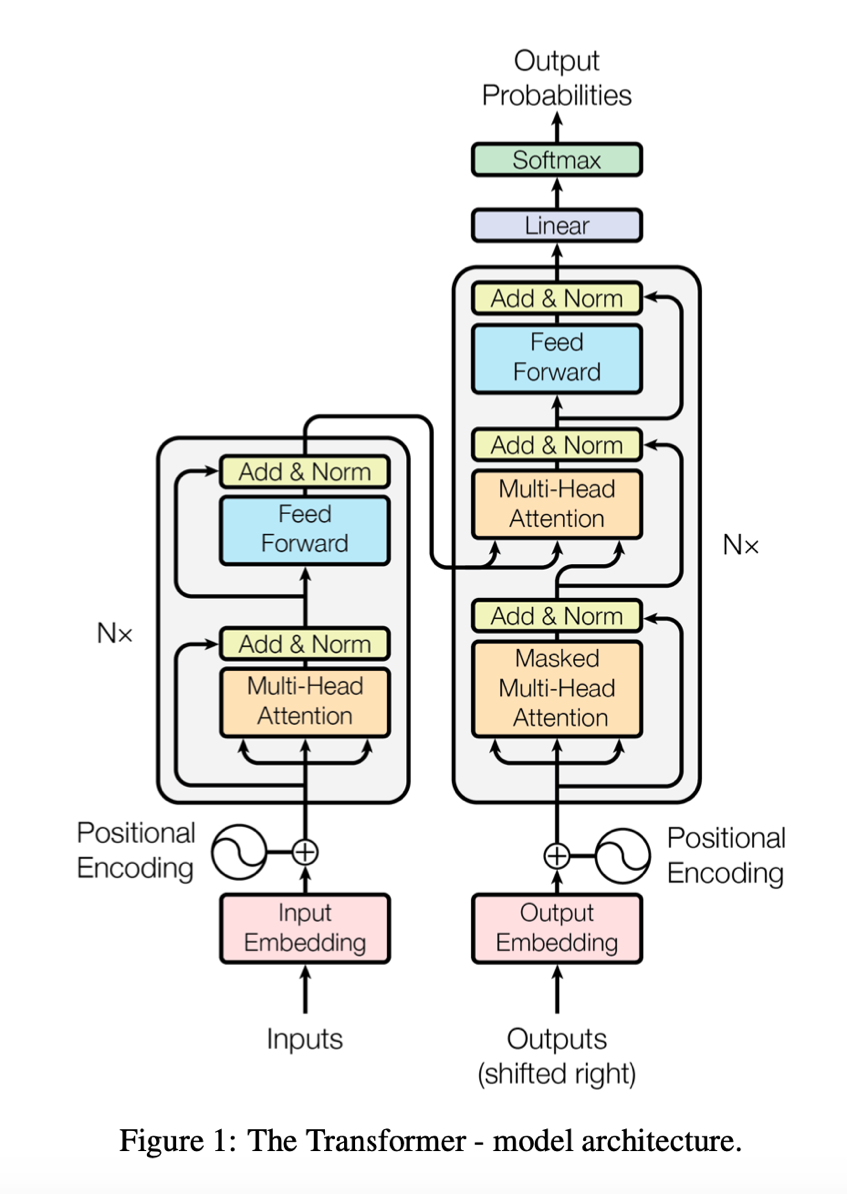 Output
Probabilities
Softmax
Linear
Add & Norm
Feed
Forward
Add & Norm
Multi-Head
Attention
Add & Norm
Masked
Multi-Head
Attention
Nx
Add & Norm
Feed
Forward
Add & Norm
Multi-Head
Attention
Nx
Positional
Encoding
Positional
Encoding
Input
Embedding
Output
Embedding
Inputs
Outputs
(shifted right)
Figure 1: The Transformer - model architecture.